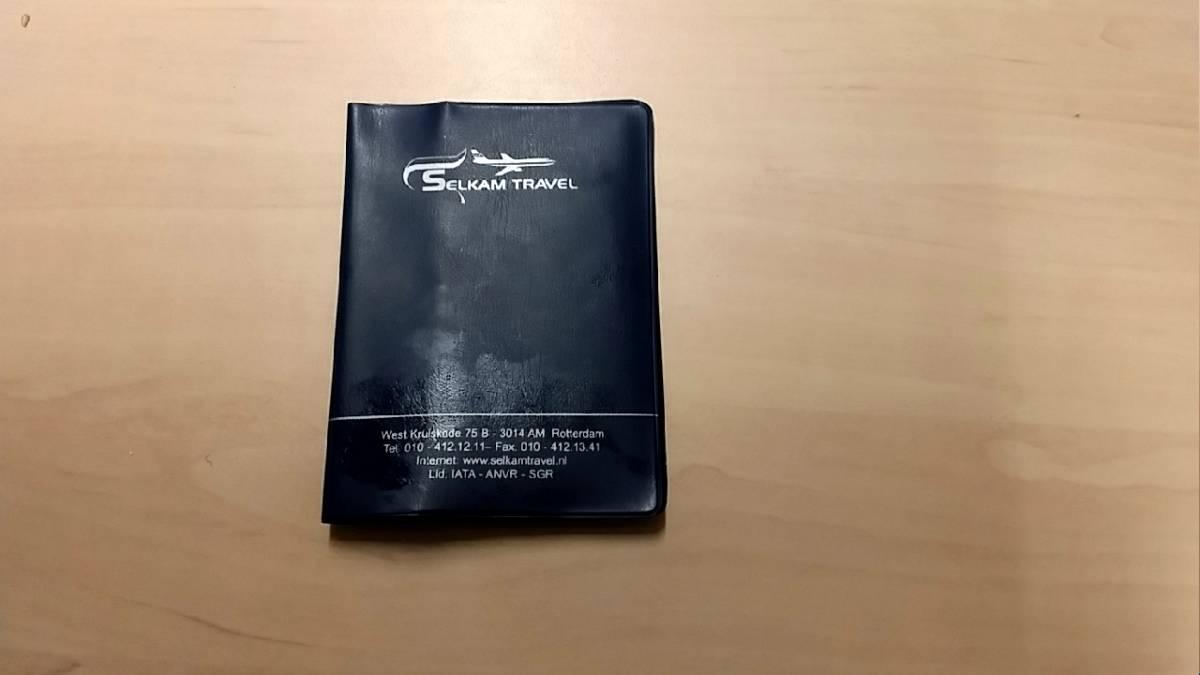 SELKAM TRAVEL
West Kruiskade 75 B - 3014 AM Rotterdam
Tel. 010 - 412.12.11 - Fax. 010 - 412.13.41
Internet: www.selkamtravel.nl
Lid. IATA - ANVR - SGR